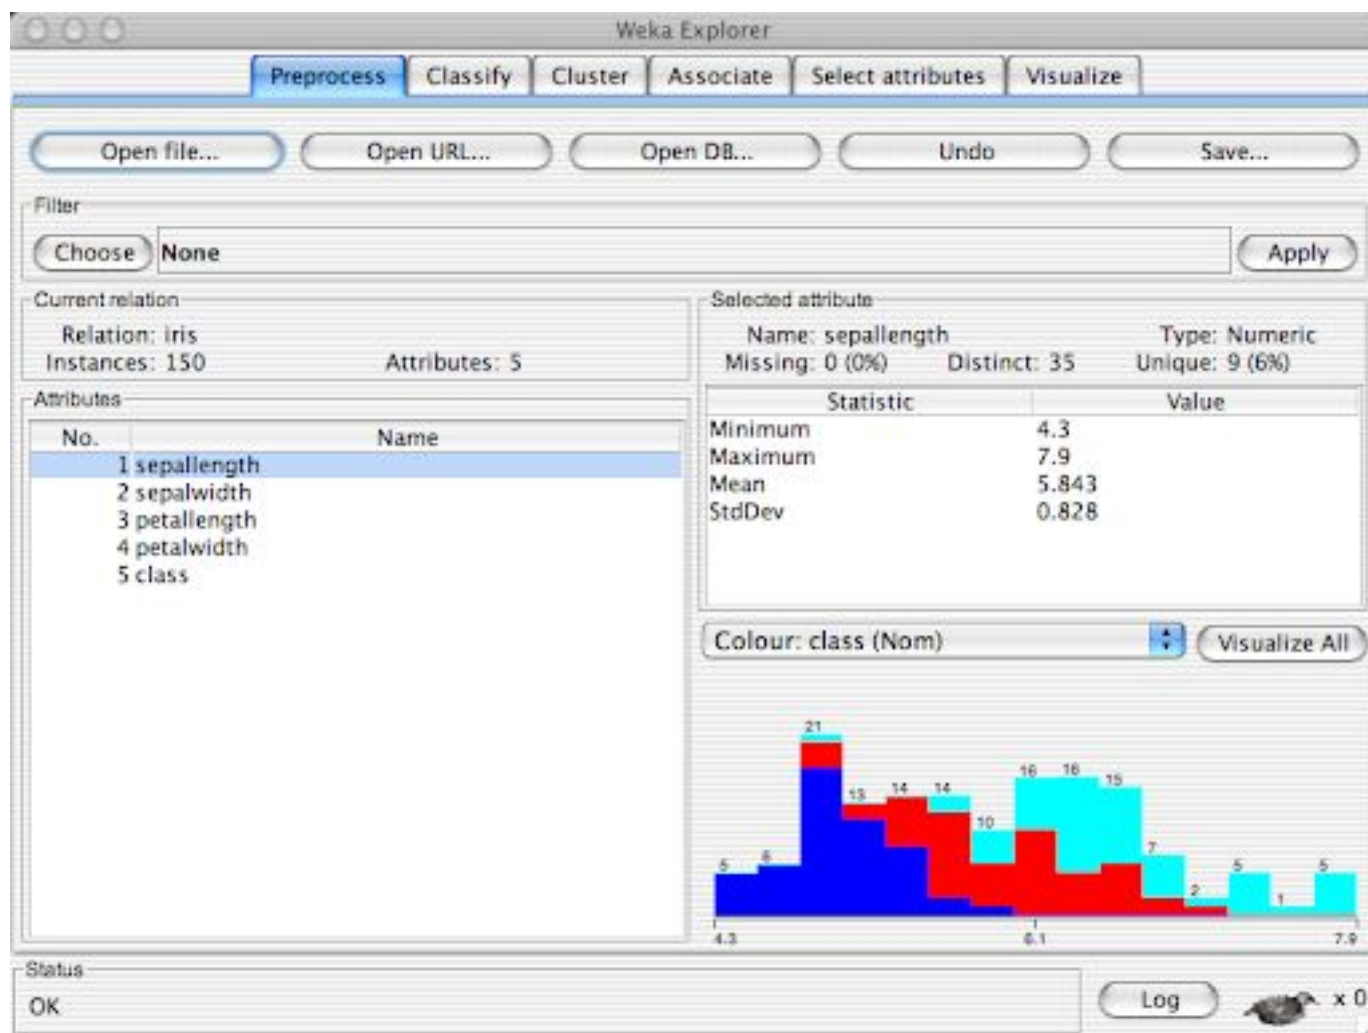 Weka Explorer
Preprocess Classify Cluster Associate Select attributes Visualize
Open file... Open URL... Open DB... Undo Save...
Filter
Choose None Apply
Current relation
Relation: iris
Instances: 150 Attributes: 5
Attributes
No. Name
1 sepallength
2 sepalwidth
3 petallength
4 petalwidth
5 class
Selected attribute
Name: sepallength Type: Numeric
Missing: 0 (0%) Distinct: 35 Unique: 9 (6%)
Statistic Value
Minimum 4.3
Maximum 7.9
Mean 5.843
StdDev 0.828
Colour: class (Nom) Visualize All
5 6 21 13 14 14 10 16 16 15 7 2 5 1 5
4.3 6.1 7.9
Status
OK Log x 0